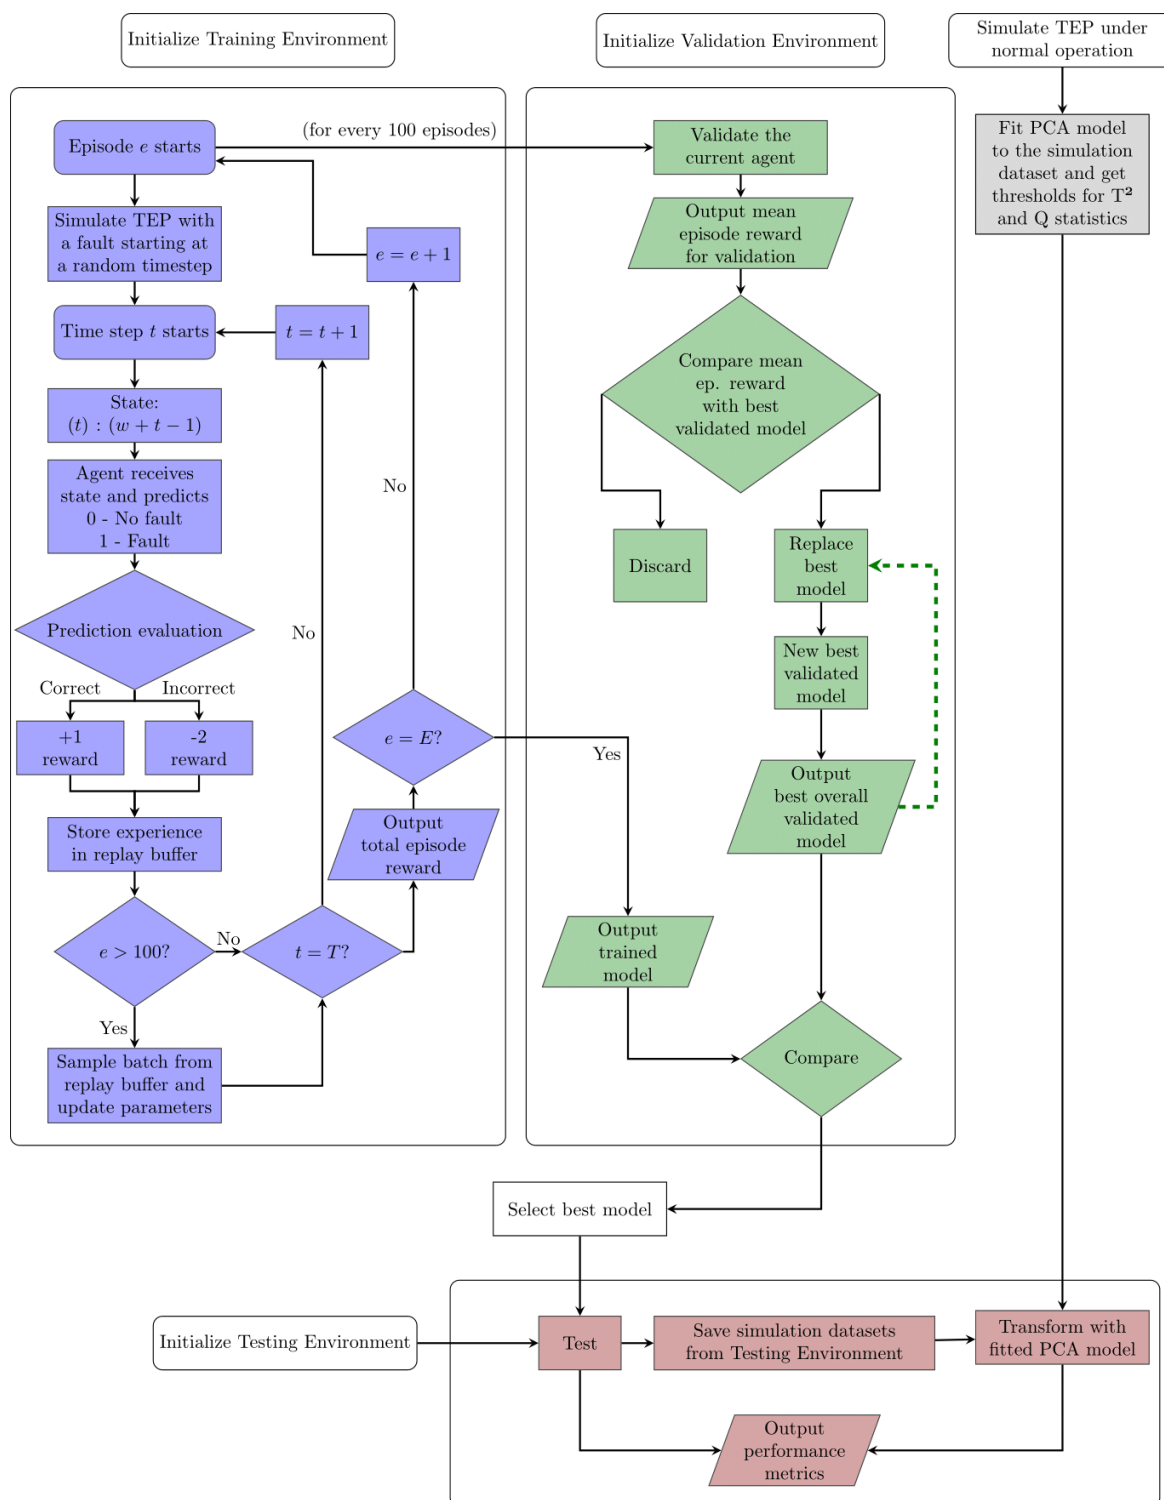 Initialize Training Environment
Initialize Validation Environment
Simulate TEP under
normal operation
(for every 100 episodes)
Episode e starts
Simulate TEP with
a fault starting at
a random timestep
e = e + 1
Time step t starts
t = t + 1
State:
(t) : (w + t − 1)
Agent receives
state and predicts
0 - No fault
1 - Fault
No
No
Prediction evaluation
Correct
Incorrect
+1
reward
-2
reward
e = E?
Yes
Store experience
in replay buffer
Output
total episode
reward
e > 100?
No
t = T?
Yes
Sample batch from
replay buffer and
update parameters
Validate the
current agent
Output mean
episode reward
for validation
Compare mean
ep. reward
with best
validated model
Discard
Replace
best
model
New best
validated
model
Output
best overall
validated
model
Output
trained
model
Compare
Fit PCA model
to the simulation
dataset and get
thresholds for T²
and Q statistics
Select best model
Initialize Testing Environment
Test
Save simulation datasets
from Testing Environment
Transform with
fitted PCA model
Output
performance
metrics